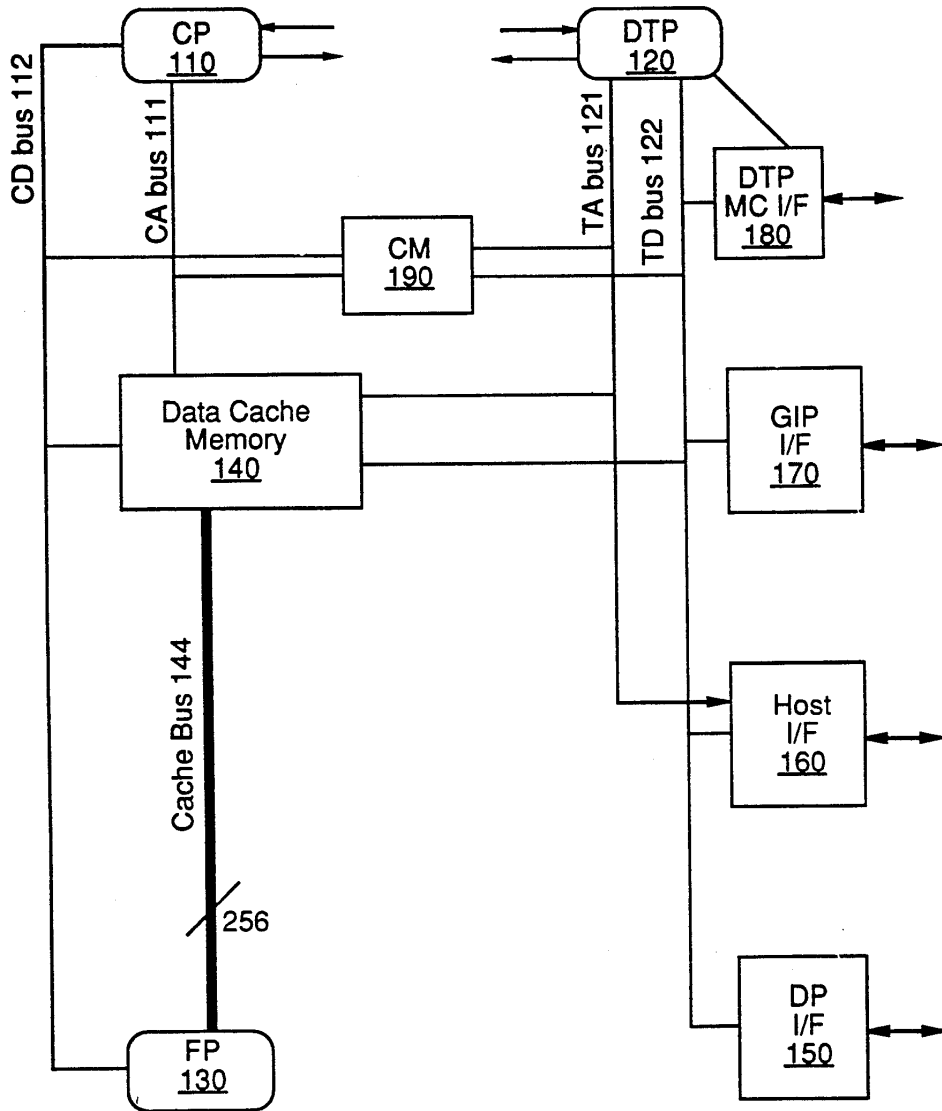 CP
110
DTP
120
CD bus 112
CA bus 111
TA bus 121
TD bus 122
DTP
MC I/F
180
CM
190
Data Cache
Memory
140
GIP
I/F
170
Cache Bus 144
Host
I/F
160
256
DP
I/F
150
FP
130